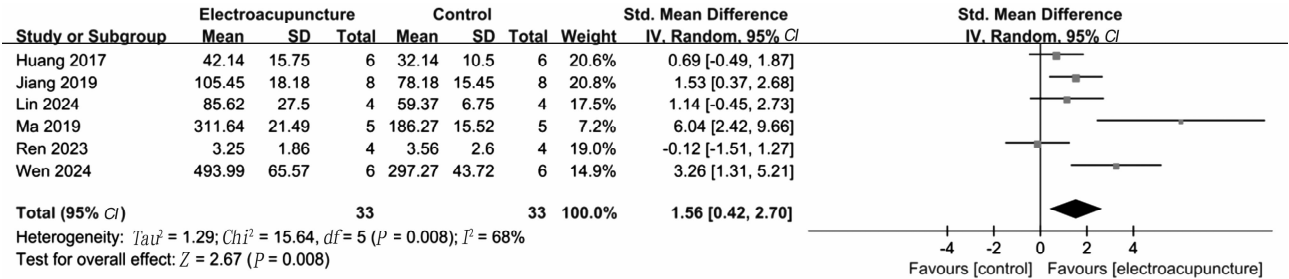 Electroacupuncture Control Std. Mean Difference Std. Mean Difference
Study or Subgroup Mean SD Total Mean SD Total Weight IV, Random, 95% CI IV, Random, 95% CI
Huang 2017 42.14 15.75 6 32.14 10.5 6 20.6% 0.69 [-0.49, 1.87]
Jiang 2019 105.45 18.18 8 78.18 15.45 8 20.8% 1.53 [0.37, 2.68]
Lin 2024 85.62 27.5 4 59.37 6.75 4 17.5% 1.14 [-0.45, 2.73]
Ma 2019 311.64 21.49 5 186.27 15.52 5 7.2% 6.04 [2.42, 9.66]
Ren 2023 3.25 1.86 4 3.56 2.6 4 19.0% -0.12 [-1.51, 1.27]
Wen 2024 493.99 65.57 6 297.27 43.72 6 14.9% 3.26 [1.31, 5.21]
Total (95% CI) 33 33 100.0% 1.56 [0.42, 2.70]
Heterogeneity: Tau² = 1.29; Chi² = 15.64, df = 5 (P = 0.008); I² = 68%
Test for overall effect: Z = 2.67 (P = 0.008)
-4 -2 0 2 4
Favours [control] Favours [electroacupuncture]